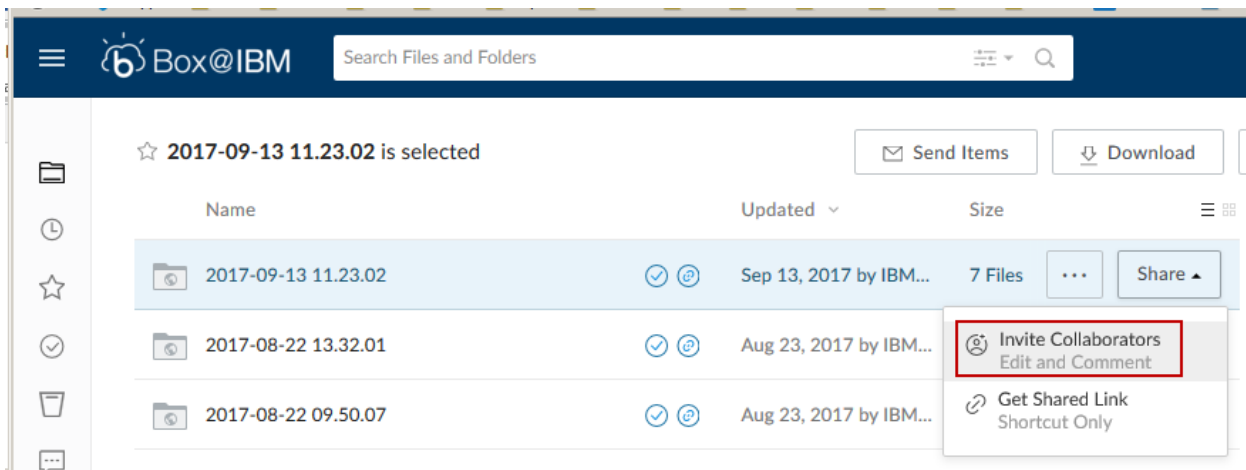 Box@IBM
Search Files and Folders
2017-09-13 11.23.02 is selected
Send Items
Download
Name
Updated
Size
2017-09-13 11.23.02
Sep 13, 2017 by IBM...
7 Files
...
Share
2017-08-22 13.32.01
Aug 23, 2017 by IBM...
Invite Collaborators
Edit and Comment
2017-08-22 09.50.07
Aug 23, 2017 by IBM...
Get Shared Link
Shortcut Only